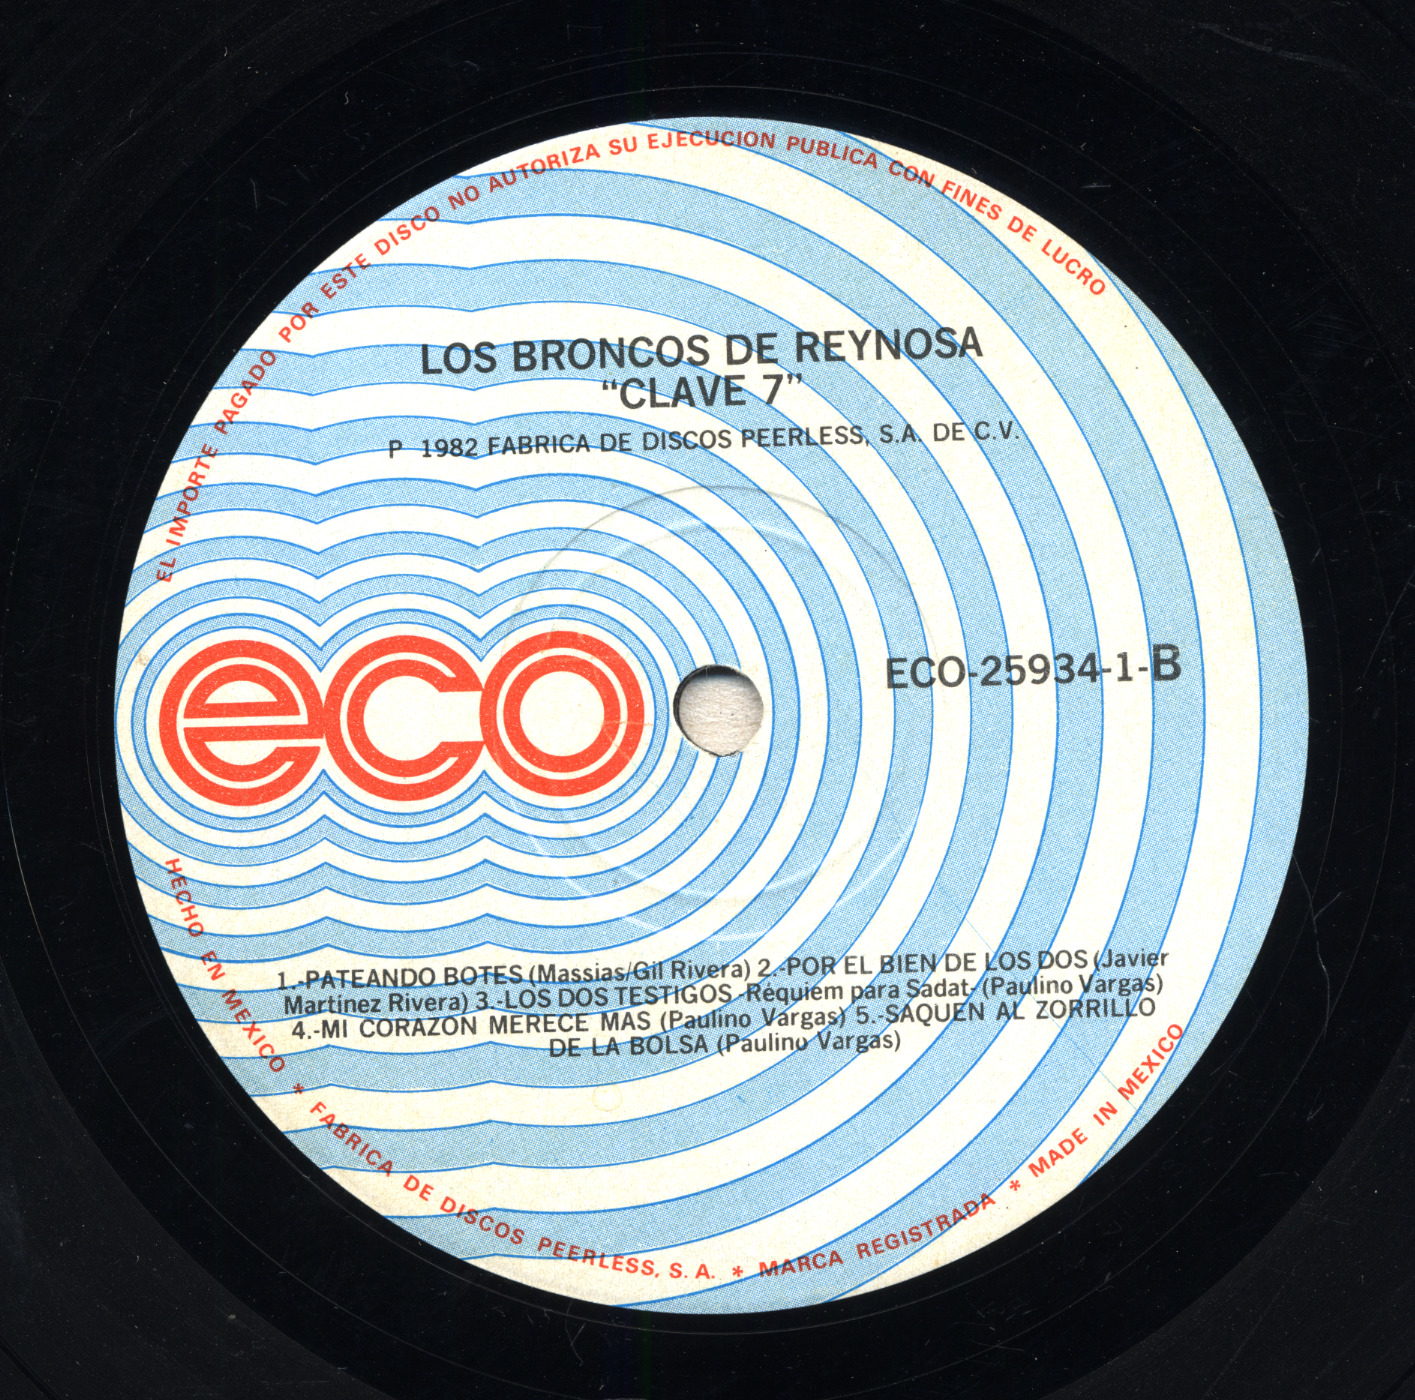 EL IMPORTE PAGADO POR ESTE DISCO NO AUTORIZA SU EJECUCION PUBLICA CON FINES DE LUCRO
LOS BRONCOS DE REYNOSA
“CLAVE 7”
P 1982 FABRICA DE DISCOS PEERLESS, S.A. DE C.V.
eco
ECO-25934-1-B
1.-PATEANDO BOTES (Massias/Gil Rivera) 2.-POR EL BIEN DE LOS DOS (Javier
Martinez Rivera) 3.-LOS DOS TESTIGOS -Réquiem para Sadat- (Paulino Vargas)
4.-MI CORAZON MERECE MAS (Paulino Vargas) 5.-SAQUEN AL ZORRILLO
DE LA BOLSA (Paulino Vargas)
HECHO EN MEXICO * FABRICA DE DISCOS PEERLESS, S. A. * MARCA REGISTRADA * MADE IN MEXICO